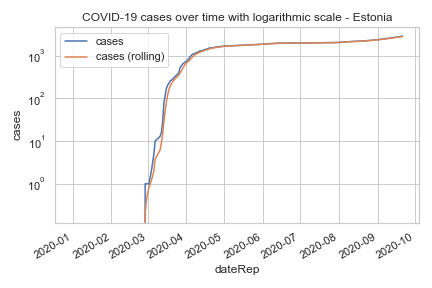 COVID-19 cases over time with logarithmic scale - Estonia
cases
cases (rolling)
10³
10²
10¹
10⁰
cases
2020-01
2020-02
2020-03
2020-04
2020-05
2020-06
2020-07
2020-08
2020-09
2020-10
dateRep